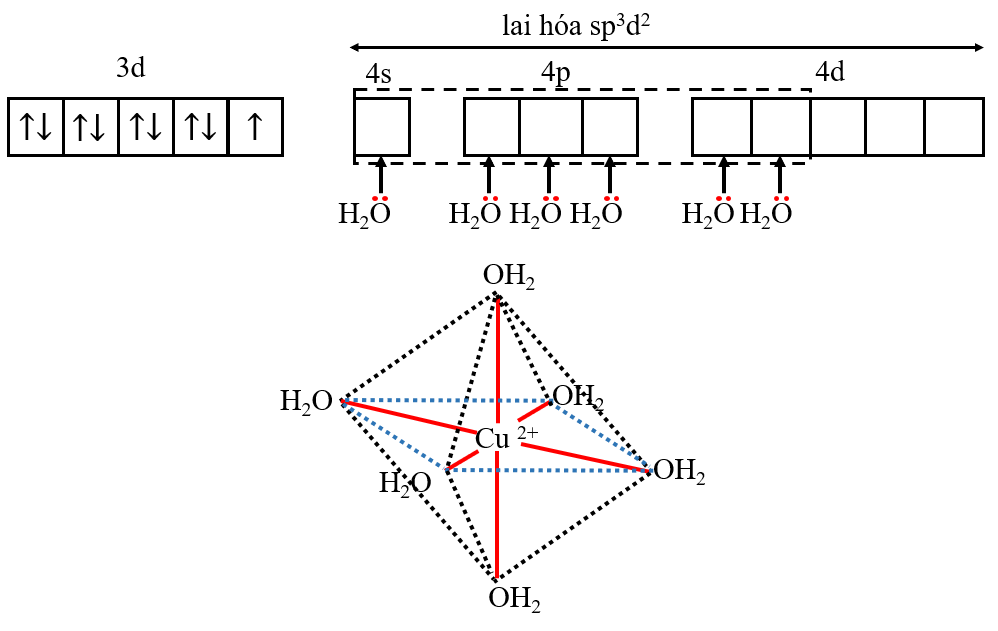 lai hóa sp³d²
3d 4s 4p 4d
↑↓ ↑↓ ↑↓ ↑↓ ↑
H₂O H₂O H₂O H₂O H₂O H₂O
OH₂
H₂O OH₂
Cu ²⁺
H₂O OH₂
OH₂